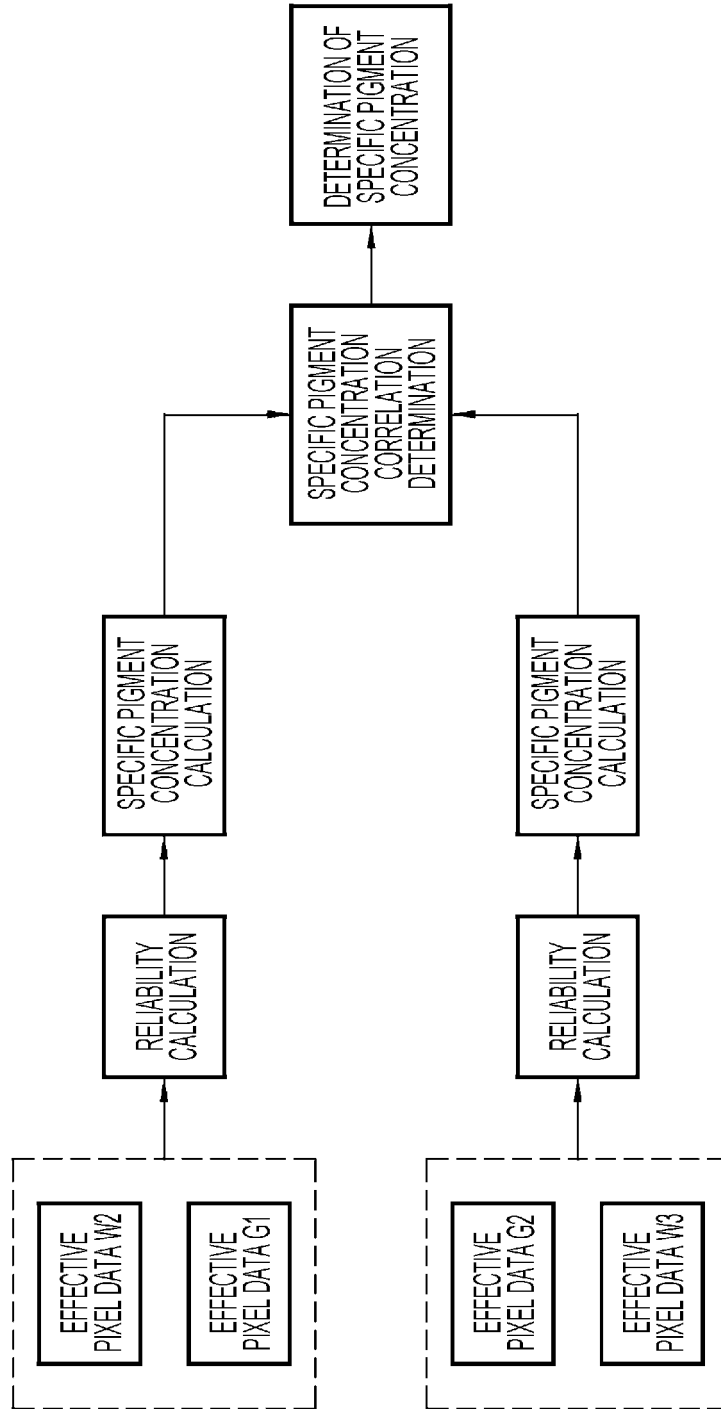 EFFECTIVE
PIXEL DATA W2
EFFECTIVE
PIXEL DATA G1
RELIABILITY
CALCULATION
SPECIFIC PIGMENT
CONCENTRATION
CALCULATION
EFFECTIVE
PIXEL DATA G2
EFFECTIVE
PIXEL DATA W3
RELIABILITY
CALCULATION
SPECIFIC PIGMENT
CONCENTRATION
CALCULATION
SPECIFIC PIGMENT
CONCENTRATION
CORRELATION
DETERMINATION
DETERMINATION OF
SPECIFIC PIGMENT
CONCENTRATION